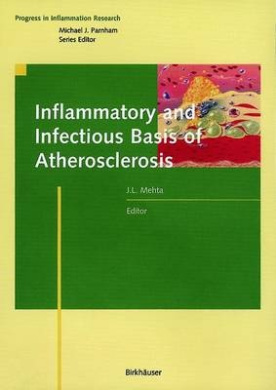 Progress in Inflammation Research
Michael J. Parnham
Series Editor
Inflammatory and
Infectious Basis of
Atherosclerosis
J.L. Mehta
Editor
Birkhäuser